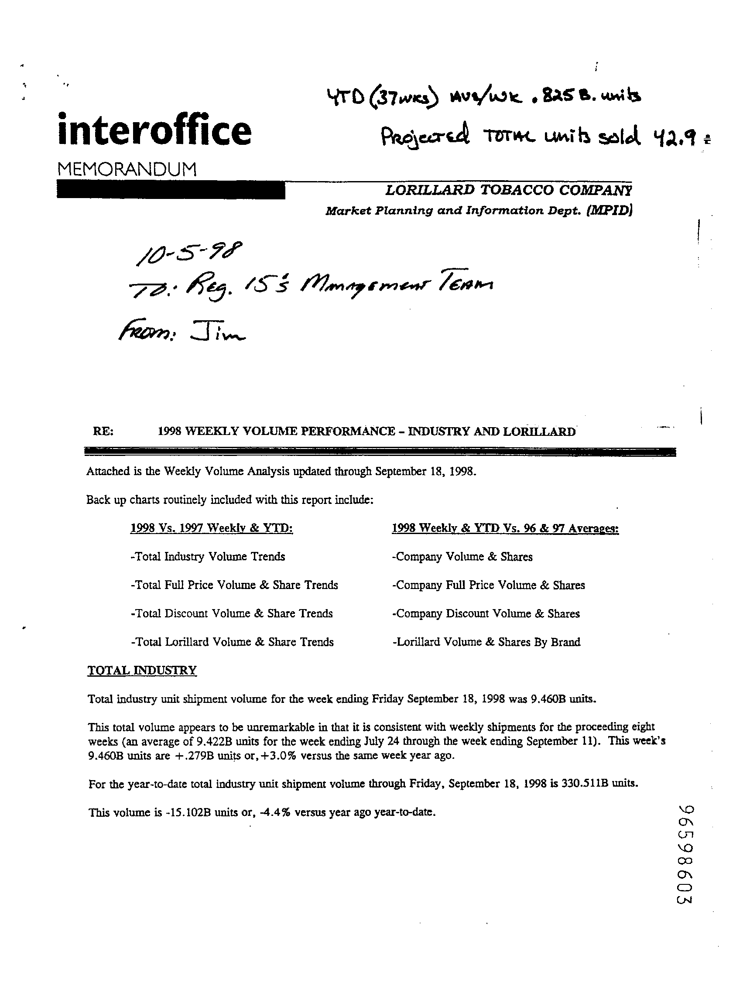 YTD (37wks) Ave/wk .825 B. units
Projected Total units sold 42.9
interoffice
MEMORANDUM
LORILLARD TOBACCO COMPANY
Market Planning and Information Dept. (MPID)
10-5-98
To: Reg. 15's Management Team
From: Jim
RE: 1998 WEEKLY VOLUME PERFORMANCE – INDUSTRY AND LORILLARD
Attached is the Weekly Volume Analysis updated through September 18, 1998.
Back up charts routinely included with this report include:
1998 Vs. 1997 Weekly & YTD: 1998 Weekly & YTD Vs. 96 & 97 Averages:
-Total Industry Volume Trends -Company Volume & Shares
-Total Full Price Volume & Share Trends -Company Full Price Volume & Shares
-Total Discount Volume & Share Trends -Company Discount Volume & Shares
-Total Lorillard Volume & Share Trends -Lorillard Volume & Shares By Brand
TOTAL INDUSTRY
Total industry unit shipment volume for the week ending Friday September 18, 1998 was 9.460B units.
This total volume appears to be unremarkable in that it is consistent with weekly shipments for the proceeding eight
weeks (an average of 9.422B units for the week ending July 24 through the week ending September 11). This week's
9.460B units are +.279B units or, +3.0% versus the same week year ago.
For the year-to-date total industry unit shipment volume through Friday, September 18, 1998 is 330.511B units.
This volume is -15.102B units or, -4.4% versus year ago year-to-date.
96598603